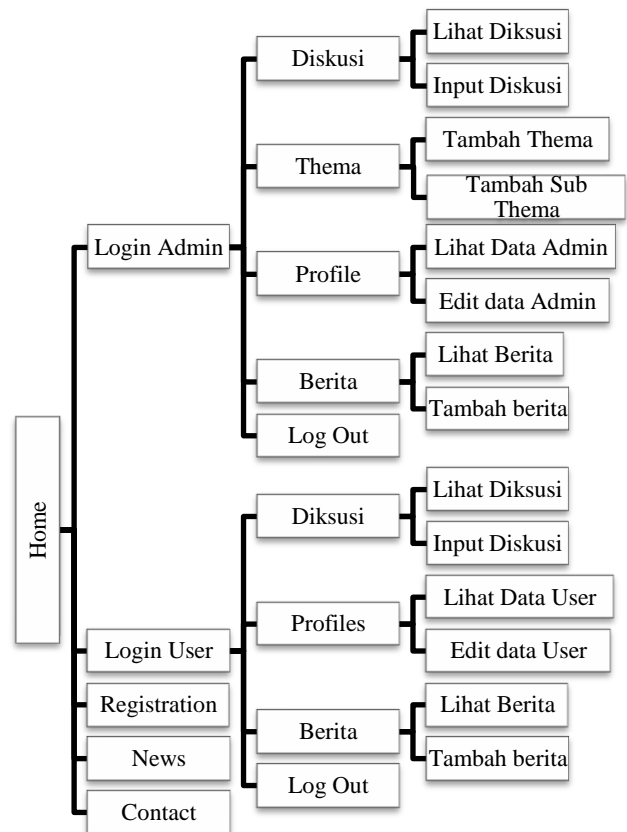 Home
Login Admin
Diskusi
Lihat Diksusi
Input Diskusi
Thema
Tambah Thema
Tambah Sub
Thema
Profile
Lihat Data Admin
Edit data Admin
Berita
Lihat Berita
Tambah berita
Log Out
Login User
Diksusi
Lihat Diksusi
Input Diskusi
Profiles
Lihat Data User
Edit data User
Berita
Lihat Berita
Tambah berita
Log Out
Registration
News
Contact